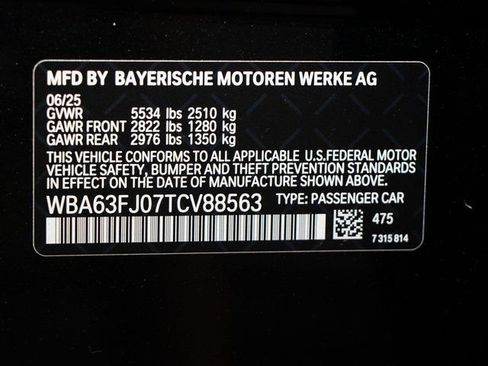 MFD BY BAYERISCHE MOTOREN WERKE AG
06/25
GVWR 5534 lbs 2510 kg
GAWR FRONT 2822 lbs 1280 kg
GAWR REAR 2976 lbs 1350 kg
THIS VEHICLE CONFORMS TO ALL APPLICABLE U.S.FEDERAL MOTOR
VEHICLE SAFETY, BUMPER AND THEFT PREVENTION STANDARDS
IN EFFECT ON THE DATE OF MANUFACTURE SHOWN ABOVE.
WBA63FJ07TCV88563 TYPE: PASSENGER CAR
475
7 315 814